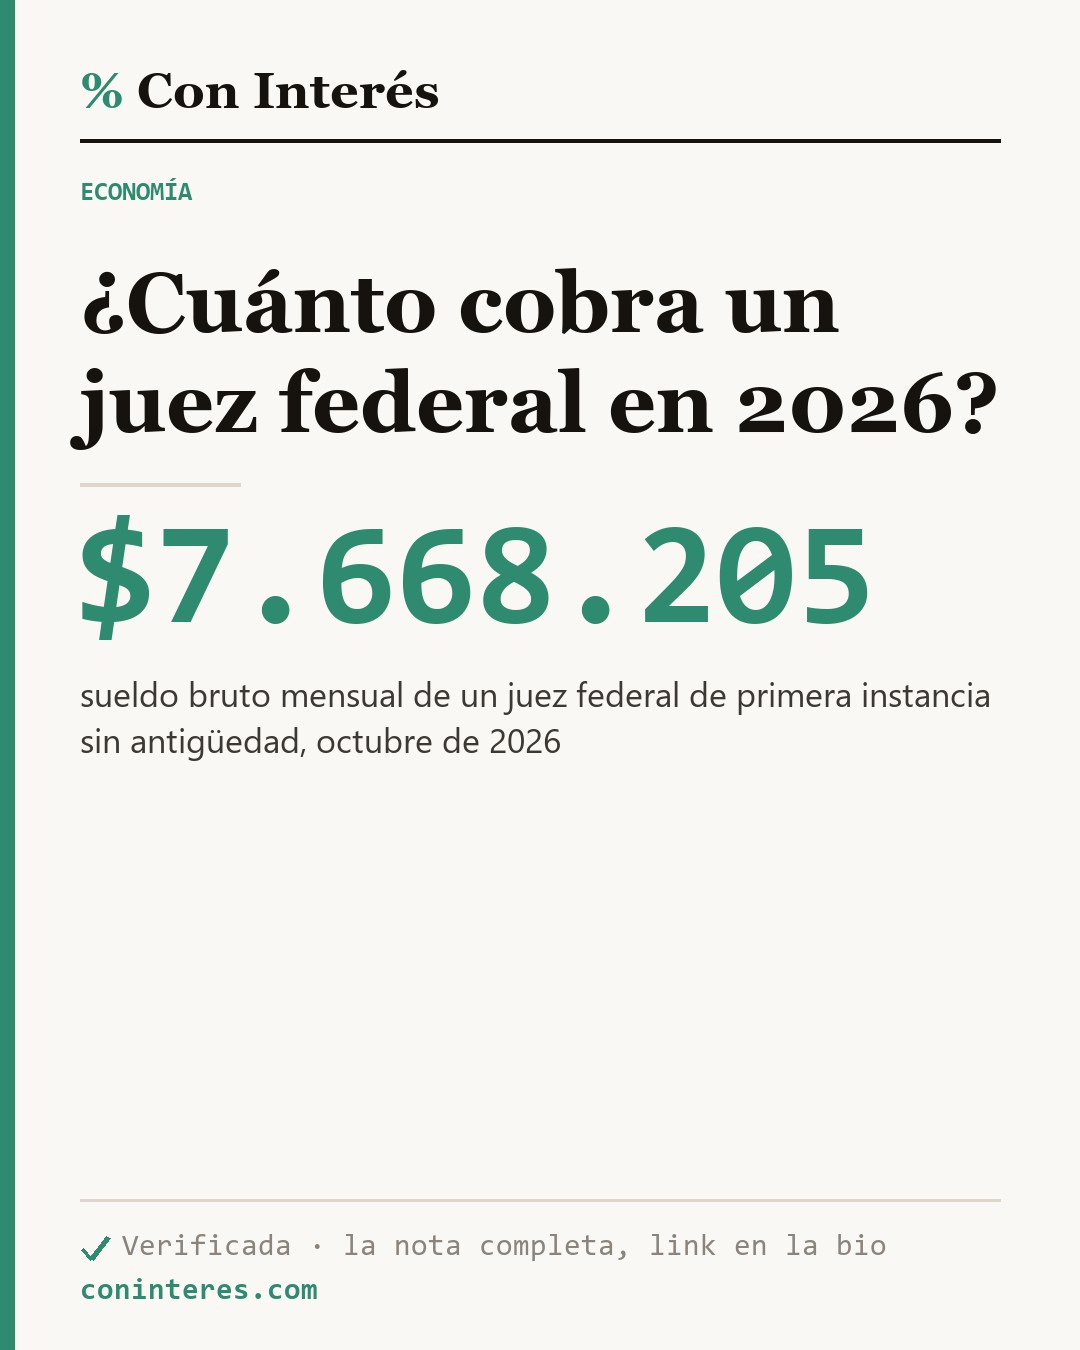 % Con Interés
ECONOMÍA
¿Cuánto cobra un
juez federal en 2026?
$7.668.205
sueldo bruto mensual de un juez federal de primera instancia
sin antigüedad, octubre de 2026
✓ Verificada · la nota completa, link en la bio
coninteres.com